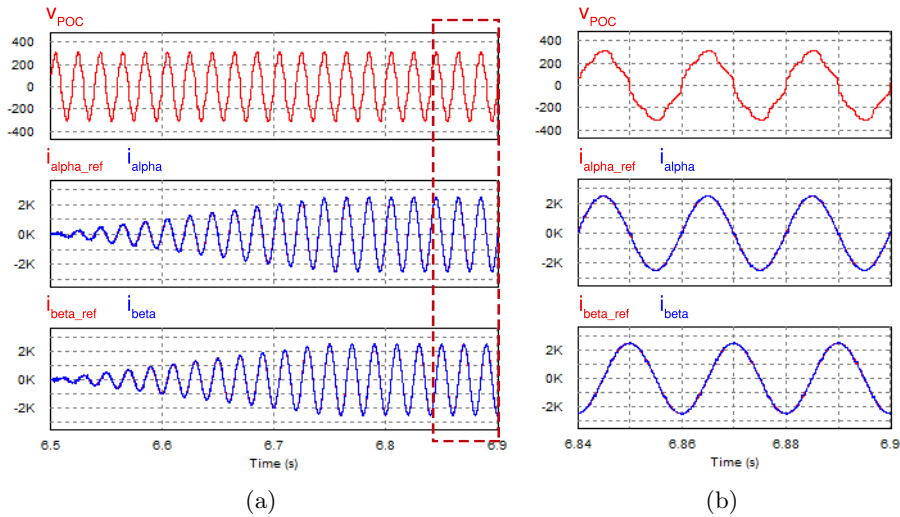 v_POC
400
200
0
-200
-400
i_alpha_ref i_alpha
2K
0K
-2K
i_beta_ref i_beta
2K
0K
-2K
6.5 6.6 6.7 6.8 6.9
Time (s)
(a)
v_POC
400
200
0
-200
-400
i_alpha_ref i_alpha
2K
0K
-2K
i_beta_ref i_beta
2K
0K
-2K
6.84 6.86 6.88 6.9
Time (s)
(b)